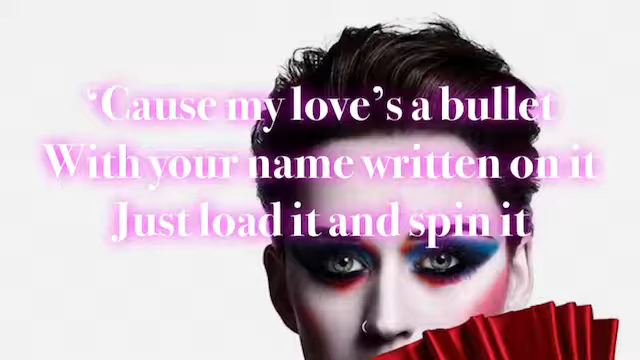 ‘Cause my love’s a bullet
With your name written on it
Just load it and spin it